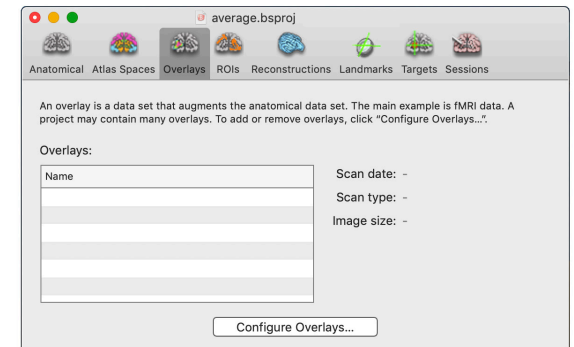 average.bsproj
Anatomical Atlas Spaces Overlays ROIs Reconstructions Landmarks Targets Sessions
An overlay is a data set that augments the anatomical data set. The main example is fMRI data. A
project may contain many overlays. To add or remove overlays, click “Configure Overlays…”.
Overlays:
Name
Scan date: -
Scan type: -
Image size: -
Configure Overlays...